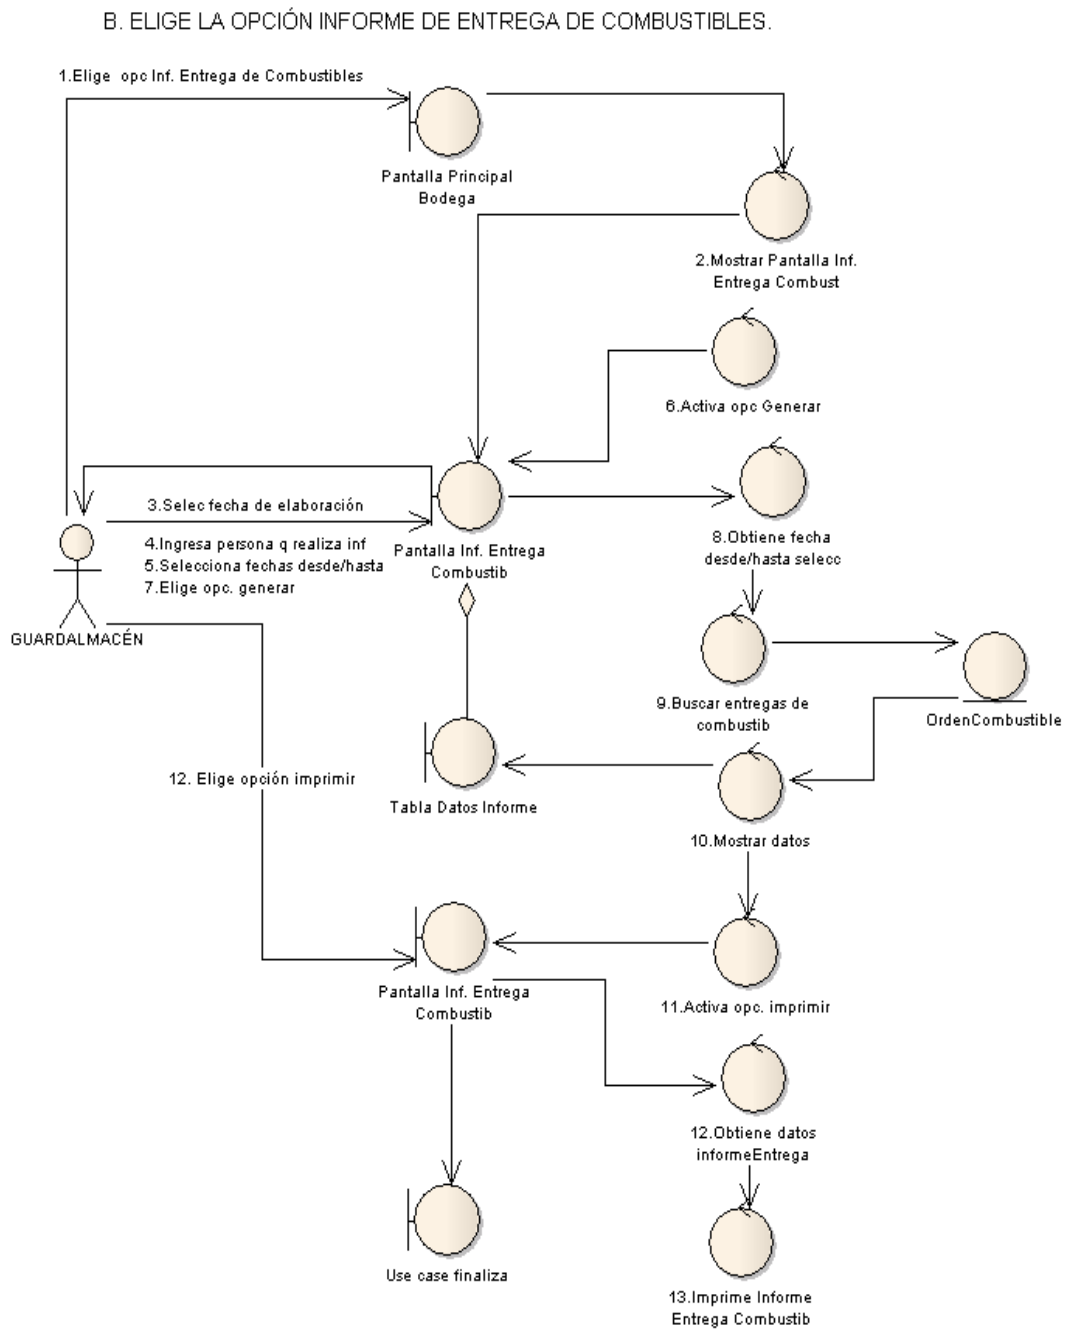 B. ELIGE LA OPCIÓN INFORME DE ENTREGA DE COMBUSTIBLES.
1.Elige opc Inf. Entrega de Combustibles
Pantalla Principal
Bodega
2.Mostrar Pantalla Inf.
Entrega Combust
6.Activa opc Generar
3.Selec fecha de elaboración
4.Ingresa persona q realiza inf
5.Selecciona fechas desde/hasta
7.Elige opc. generar
GUARDALMACÉN
Pantalla Inf. Entrega
Combustib
8.Obtiene fecha
desde/hasta selecc
9.Buscar entregas de
combustib
OrdenCombustible
12. Elige opción imprimir
Tabla Datos Informe
10.Mostrar datos
Pantalla Inf. Entrega
Combustib
11.Activa opc. imprimir
12.Obtiene datos
informeEntrega
Use case finaliza
13.Imprime Informe
Entrega Combustib